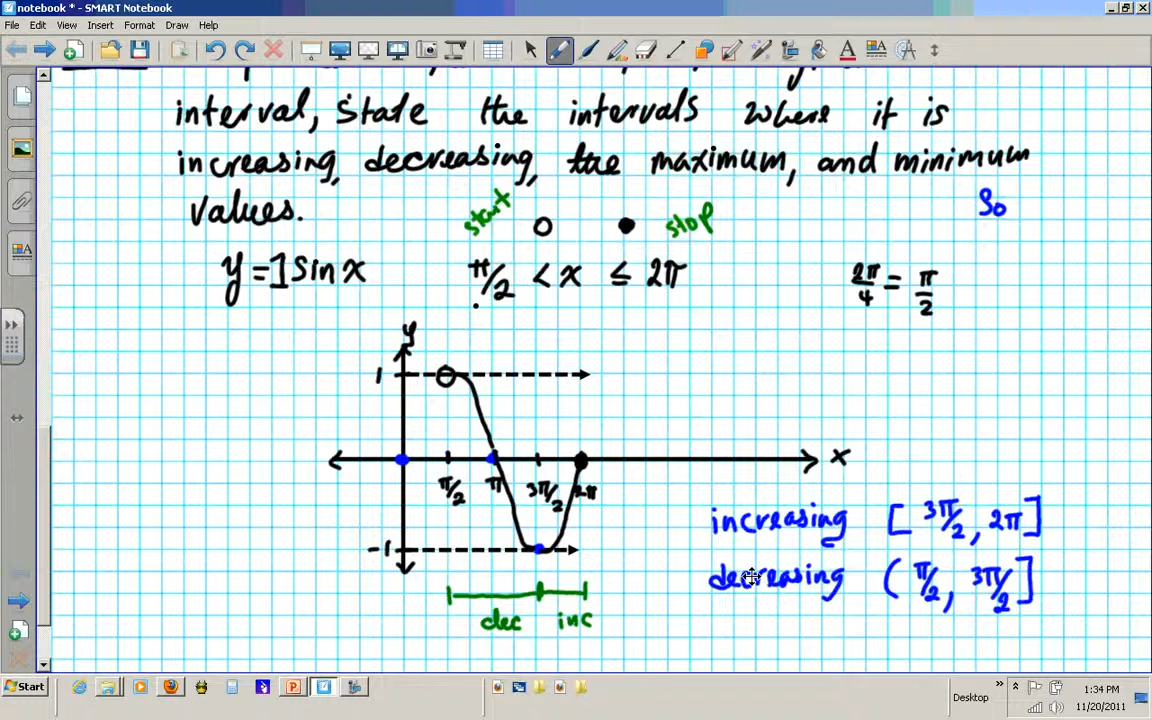 notebook * - SMART Notebook
File Edit View Insert Format Draw Help
interval, state the intervals where it is
increasing, decreasing, the maximum, and minimum
values.
start stop
So
y = 1 sin x π/2 < x ≤ 2π
2π/4 = π/2
y
1
x
π/2 π 3π/2 2π
-1
increasing [3π/2, 2π]
decreasing (π/2, 3π/2]
dec inc
Start
Desktop
1:34 PM
11/20/2011